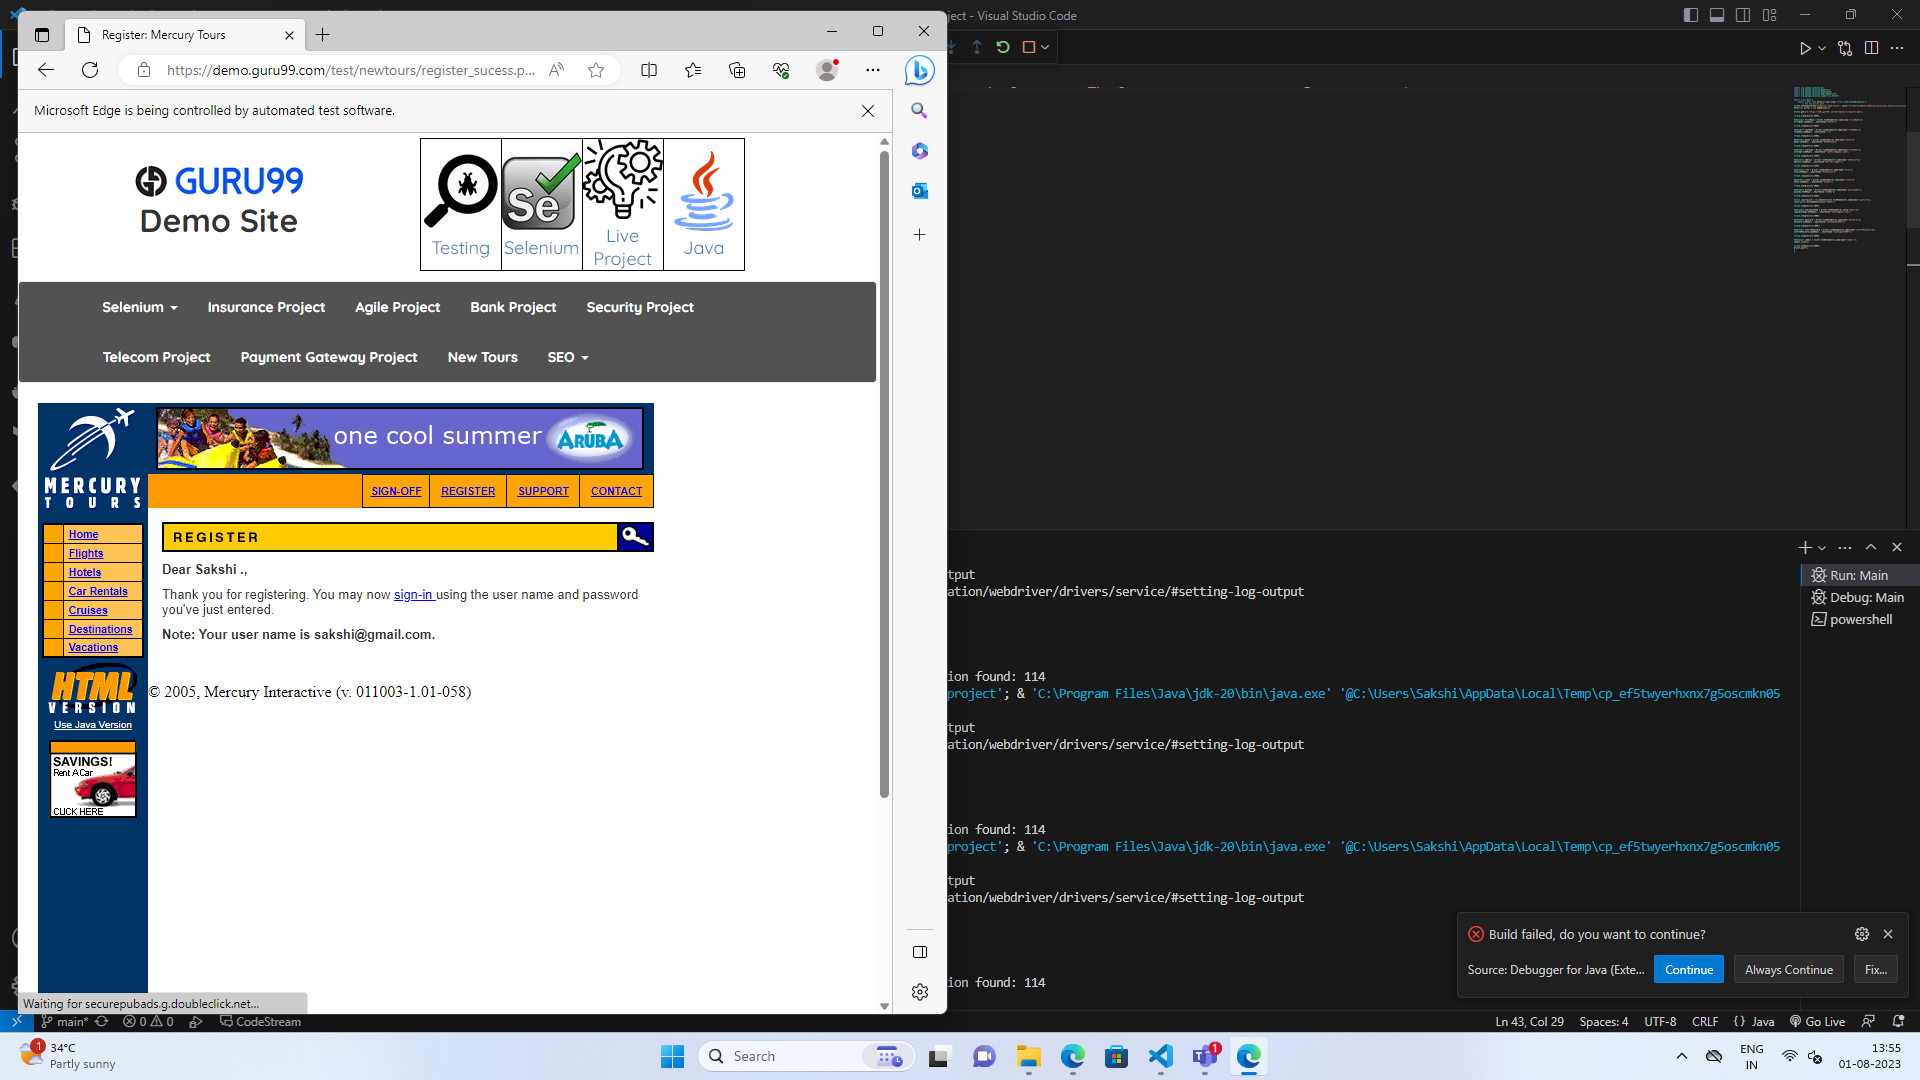 Register: Mercury Tours
ject - Visual Studio Code
https://demo.guru99.com/test/newtours/register_sucess.p...
Microsoft Edge is being controlled by automated test software.
GURU99
Demo Site
Testing
Se
Selenium
Live
Project
Java
Selenium
Insurance Project
Agile Project
Bank Project
Security Project
Telecom Project
Payment Gateway Project
New Tours
SEO
one cool summer
ARUBA
MERCURY
TOURS
SIGN-OFF
REGISTER
SUPPORT
CONTACT
Home
Flights
Hotels
Car Rentals
Cruises
Destinations
Vacations
REGISTER
Dear Sakshi .,
Thank you for registering. You may now sign-in using the user name and password
you've just entered.
Note: Your user name is sakshi@gmail.com.
© 2005, Mercury Interactive (v. 011003-1.01-058)
HTML
VERSION
Use Java Version
SAVINGS!
Rent A Car
CLICK HERE
Waiting for securepubads.g.doubleclick.net...
tput
ation/webdriver/drivers/service/#setting-log-output
ion found: 114
project'; & 'C:\Program Files\Java\jdk-20\bin\java.exe' '@C:\Users\Sakshi\AppData\Local\Temp\cp_ef5twyerhxnx7g5oscmkn05
tput
ation/webdriver/drivers/service/#setting-log-output
ion found: 114
project'; & 'C:\Program Files\Java\jdk-20\bin\java.exe' '@C:\Users\Sakshi\AppData\Local\Temp\cp_ef5twyerhxnx7g5oscmkn05
tput
ation/webdriver/drivers/service/#setting-log-output
ion found: 114
Run: Main
Debug: Main
powershell
Build failed, do you want to continue?
Source: Debugger for Java (Exte...
Continue
Always Continue
Fix...
main*
0
0
CodeStream
Ln 43, Col 29
Spaces: 4
UTF-8
CRLF
{ } Java
Go Live
1
34°C
Partly sunny
Search
1
ENG
IN
13:55
01-08-2023